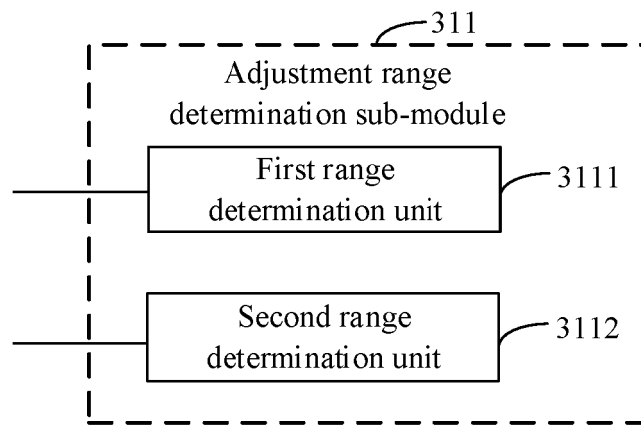 311
Adjustment range
determination sub-module
First range
determination unit
3111
Second range
determination unit
3112